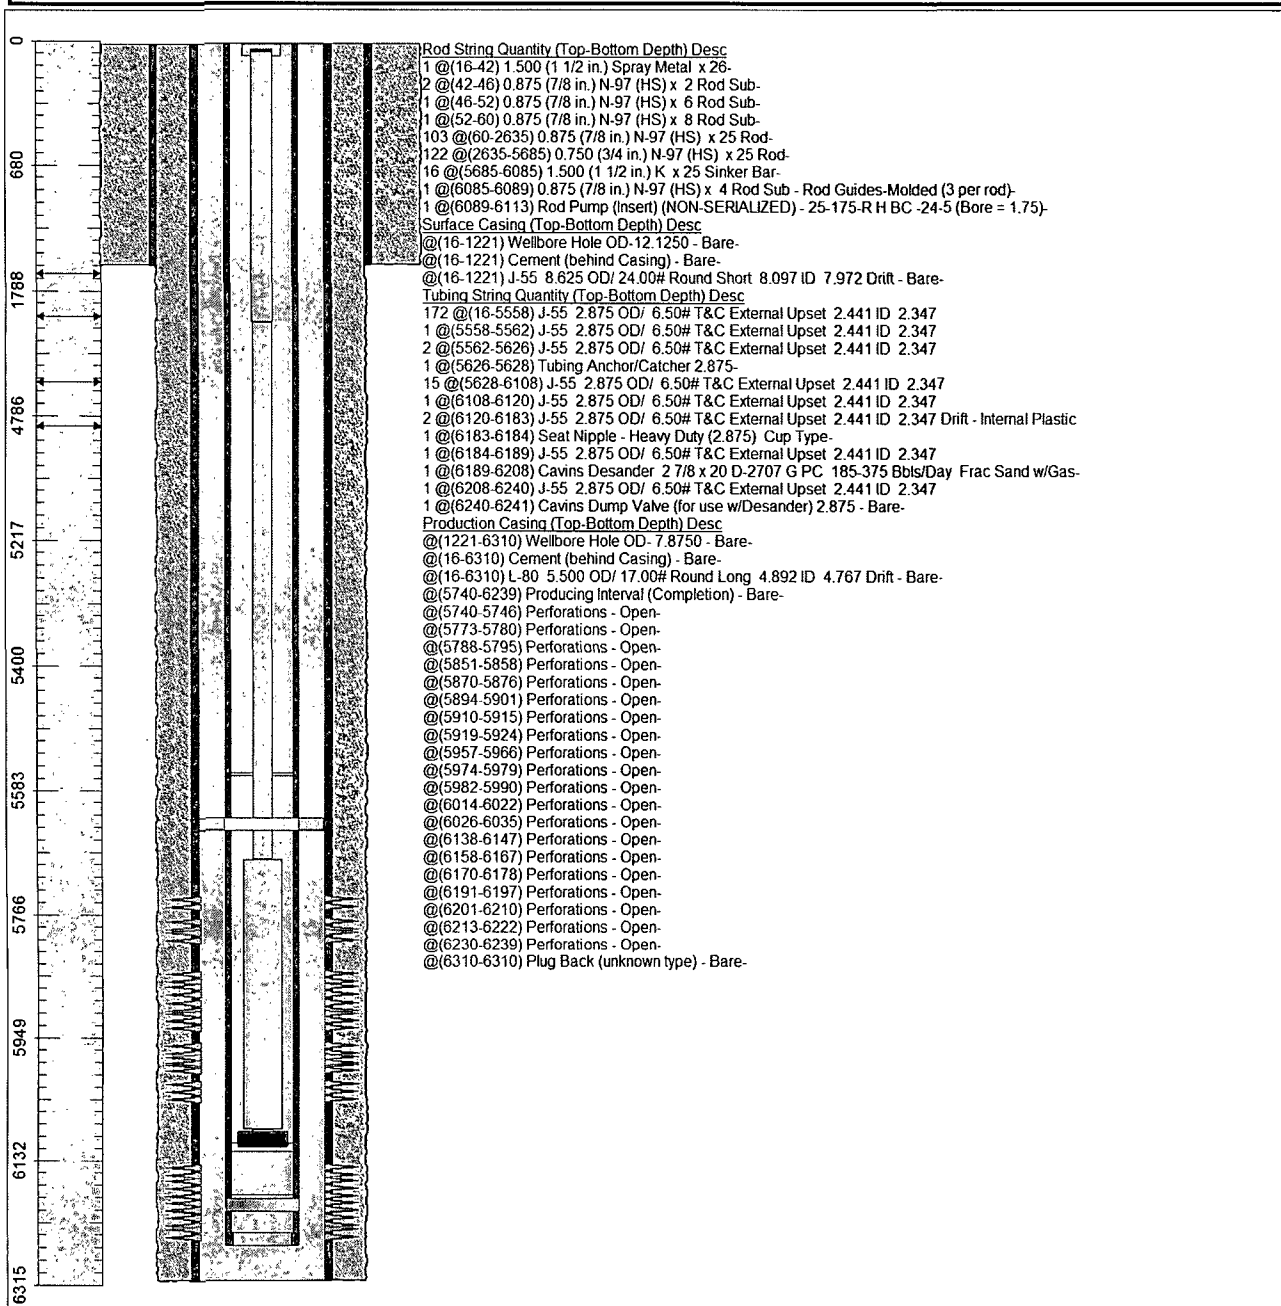 Rod String Quantity (Top-Bottom Depth) Desc
1 @(16-42) 1.500 (1 1/2 in.) Spray Metal x 26-
2 @(42-46) 0.875 (7/8 in.) N-97 (HS) x 2 Rod Sub-
1 @(46-52) 0.875 (7/8 in.) N-97 (HS) x 6 Rod Sub-
1 @(52-60) 0.875 (7/8 in.) N-97 (HS) x 8 Rod Sub-
103 @(60-2635) 0.875 (7/8 in.) N-97 (HS) x 25 Rod-
122 @(2635-5685) 0.750 (3/4 in.) N-97 (HS) x 25 Rod-
16 @(5685-6085) 1.500 (1 1/2 in.) K x 25 Sinker Bar-
1 @(6085-6089) 0.875 (7/8 in.) N-97 (HS) x 4 Rod Sub - Rod Guides-Molded (3 per rod)-
1 @(6089-6113) Rod Pump (Insert) (NON-SERIALIZED) - 25-175-R H BC -24-5 (Bore = 1.75)-
Surface Casing (Top-Bottom Depth) Desc
@(16-1221) Wellbore Hole OD-12.1250 - Bare-
@(16-1221) Cement (behind Casing) - Bare-
@(16-1221) J-55 8.625 OD/ 24.00# Round Short 8.097 ID 7.972 Drift - Bare-
Tubing String Quantity (Top-Bottom Depth) Desc
172 @(16-5558) J-55 2.875 OD/ 6.50# T&C External Upset 2.441 ID 2.347
1 @(5558-5562) J-55 2.875 OD/ 6.50# T&C External Upset 2.441 ID 2.347
2 @(5562-5626) J-55 2.875 OD/ 6.50# T&C External Upset 2.441 ID 2.347
1 @(5626-5628) Tubing Anchor/Catcher 2.875-
15 @(5628-6108) J-55 2.875 OD/ 6.50# T&C External Upset 2.441 ID 2.347
1 @(6108-6120) J-55 2.875 OD/ 6.50# T&C External Upset 2.441 ID 2.347
2 @(6120-6183) J-55 2.875 OD/ 6.50# T&C External Upset 2.441 ID 2.347 Drift - Internal Plastic
1 @(6183-6184) Seat Nipple - Heavy Duty (2.875) Cup Type-
1 @(6184-6189) J-55 2.875 OD/ 6.50# T&C External Upset 2.441 ID 2.347
1 @(6189-6208) Cavins Desander 2 7/8 x 20 D-2707 G PC 185-375 Bbls/Day Frac Sand w/Gas-
1 @(6208-6240) J-55 2.875 OD/ 6.50# T&C External Upset 2.441 ID 2.347
1 @(6240-6241) Cavins Dump Valve (for use w/Desander) 2.875 - Bare-
Production Casing (Top-Bottom Depth) Desc
@(1221-6310) Wellbore Hole OD- 7.8750 - Bare-
@(16-6310) Cement (behind Casing) - Bare-
@(16-6310) L-80 5.500 OD/ 17.00# Round Long 4.892 ID 4.767 Drift - Bare-
@(5740-6239) Producing Interval (Completion) - Bare-
@(5740-5746) Perforations - Open-
@(5773-5780) Perforations - Open-
@(5788-5795) Perforations - Open-
@(5851-5858) Perforations - Open-
@(5870-5876) Perforations - Open-
@(5894-5901) Perforations - Open-
@(5910-5915) Perforations - Open-
@(5919-5924) Perforations - Open-
@(5957-5966) Perforations - Open-
@(5974-5979) Perforations - Open-
@(5982-5990) Perforations - Open-
@(6014-6022) Perforations - Open-
@(6026-6035) Perforations - Open-
@(6138-6147) Perforations - Open-
@(6158-6167) Perforations - Open-
@(6170-6178) Perforations - Open-
@(6191-6197) Perforations - Open-
@(6201-6210) Perforations - Open-
@(6213-6222) Perforations - Open-
@(6230-6239) Perforations - Open-
@(6310-6310) Plug Back (unknown type) - Bare-
0
680
1788
4786
5217
5400
5583
5766
5949
6132
6315